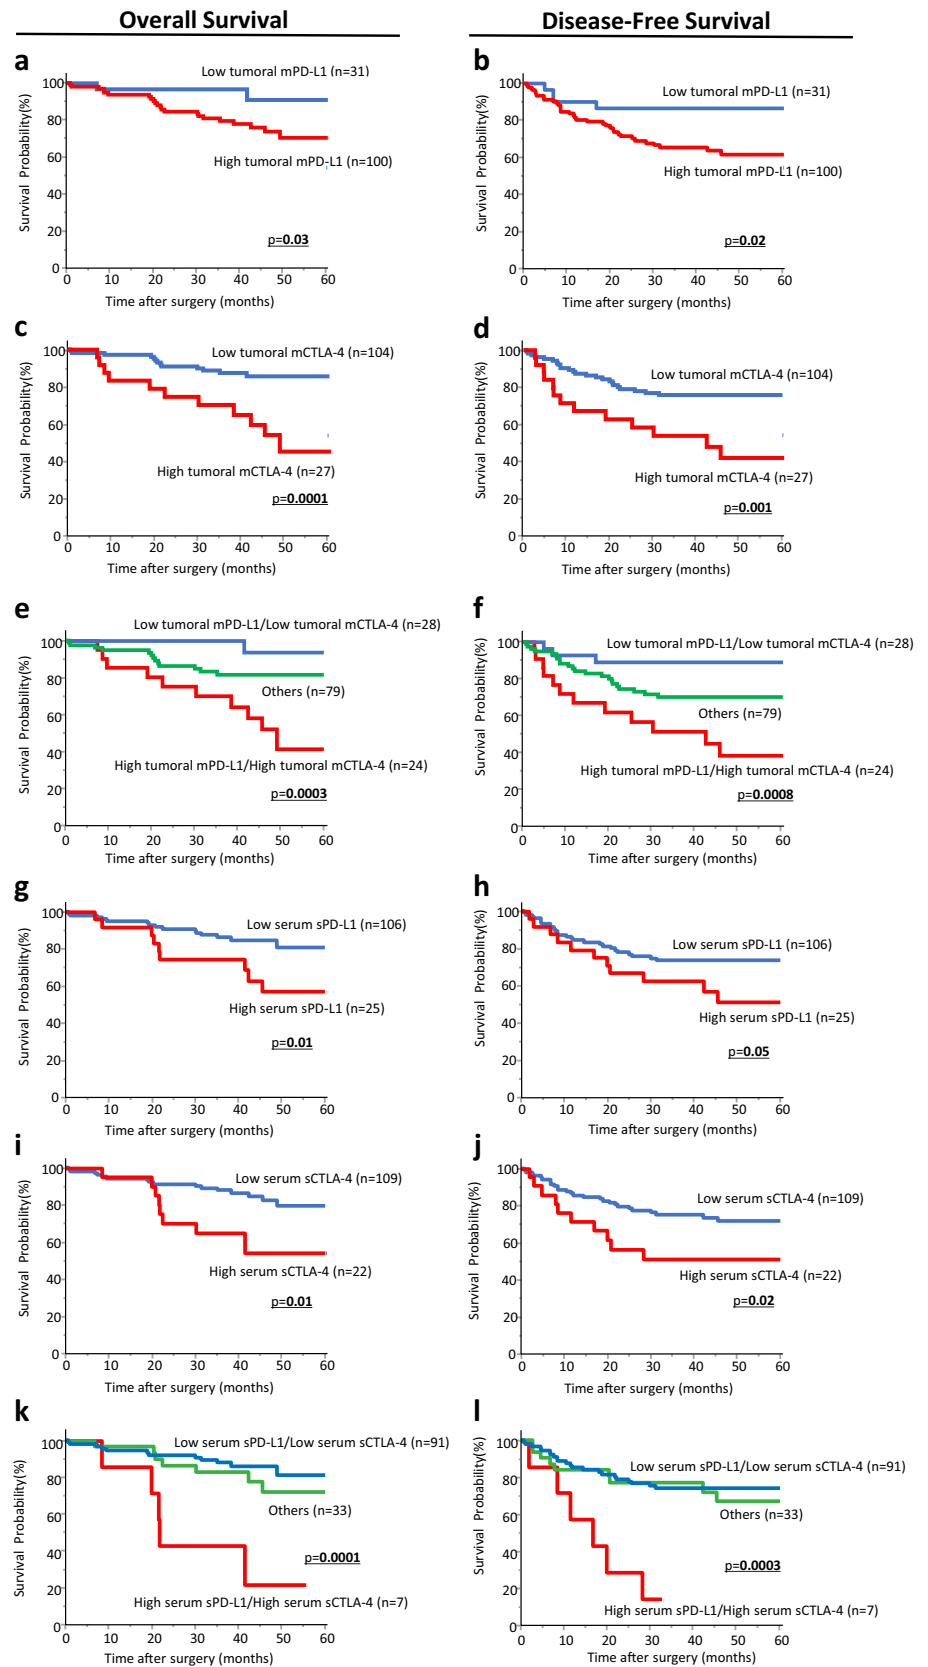 Overall Survival
Disease-Free Survival
a
Survival Probability(%)
100
80
60
40
20
0
Low tumoral mPD-L1 (n=31)
High tumoral mPD-L1 (n=100)
p=0.03
0 10 20 30 40 50 60
Time after surgery (months)
b
Survival Probability(%)
100
80
60
40
20
0
Low tumoral mPD-L1 (n=31)
High tumoral mPD-L1 (n=100)
p=0.02
0 10 20 30 40 50 60
Time after surgery (months)
c
Survival Probability(%)
100
80
60
40
20
0
Low tumoral mCTLA-4 (n=104)
High tumoral mCTLA-4 (n=27)
p=0.0001
0 10 20 30 40 50 60
Time after surgery (months)
d
Survival Probability(%)
100
80
60
40
20
0
Low tumoral mCTLA-4 (n=104)
High tumoral mCTLA-4 (n=27)
p=0.001
0 10 20 30 40 50 60
Time after surgery (months)
e
Survival Probability(%)
100
80
60
40
20
0
Low tumoral mPD-L1/Low tumoral mCTLA-4 (n=28)
Others (n=79)
High tumoral mPD-L1/High tumoral mCTLA-4 (n=24)
p=0.0003
0 10 20 30 40 50 60
Time after surgery (months)
f
Survival Probability(%)
100
80
60
40
20
0
Low tumoral mPD-L1/Low tumoral mCTLA-4 (n=28)
Others (n=79)
High tumoral mPD-L1/High tumoral mCTLA-4 (n=24)
p=0.0008
0 10 20 30 40 50 60
Time after surgery (months)
g
Survival Probability(%)
100
80
60
40
20
0
Low serum sPD-L1 (n=106)
High serum sPD-L1 (n=25)
p=0.01
0 10 20 30 40 50 60
Time after surgery (months)
h
Survival Probability(%)
100
80
60
40
20
0
Low serum sPD-L1 (n=106)
High serum sPD-L1 (n=25)
p=0.05
0 10 20 30 40 50 60
Time after surgery (months)
i
Survival Probability(%)
100
80
60
40
20
0
Low serum sCTLA-4 (n=109)
High serum sCTLA-4 (n=22)
p=0.01
0 10 20 30 40 50 60
Time after surgery (months)
j
Survival Probability(%)
100
80
60
40
20
0
Low serum sCTLA-4 (n=109)
High serum sCTLA-4 (n=22)
p=0.02
0 10 20 30 40 50 60
Time after surgery (months)
k
Survival Probability(%)
100
80
60
40
20
0
Low serum sPD-L1/Low serum sCTLA-4 (n=91)
Others (n=33)
p=0.0001
High serum sPD-L1/High serum sCTLA-4 (n=7)
0 10 20 30 40 50 60
Time after surgery (months)
l
Survival Probability(%)
100
80
60
40
20
0
Low serum sPD-L1/Low serum sCTLA-4 (n=91)
Others (n=33)
p=0.0003
High serum sPD-L1/High serum sCTLA-4 (n=7)
0 10 20 30 40 50 60
Time after surgery (months)